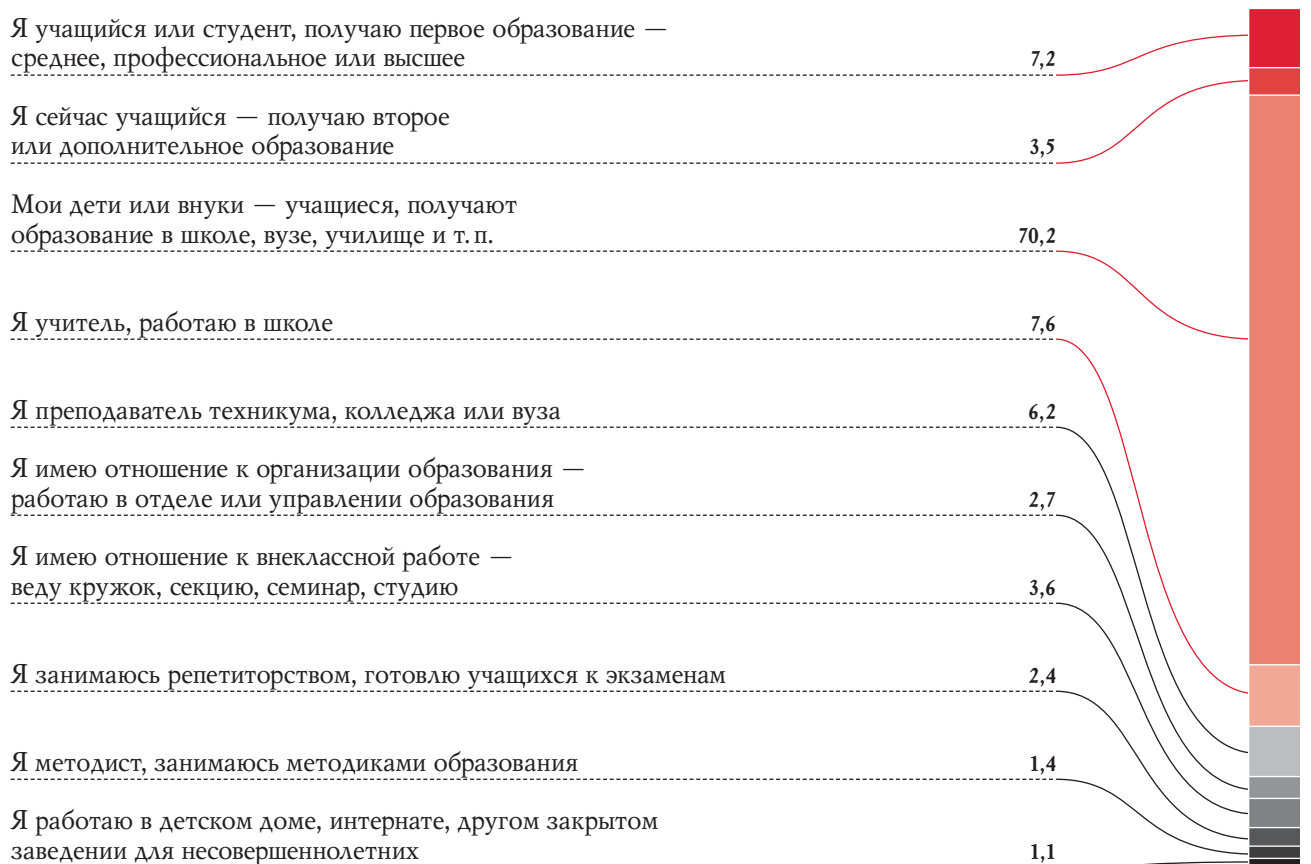 Я учащийся или студент, получаю первое образование —
среднее, профессиональное или высшее 7,2
Я сейчас учащийся — получаю второе
или дополнительное образование 3,5
Мои дети или внуки — учащиеся, получают
образование в школе, вузе, училище и т. п. 70,2
Я учитель, работаю в школе 7,6
Я преподаватель техникума, колледжа или вуза 6,2
Я имею отношение к организации образования —
работаю в отделе или управлении образования 2,7
Я имею отношение к внеклассной работе —
веду кружок, секцию, семинар, студию 3,6
Я занимаюсь репетиторством, готовлю учащихся к экзаменам 2,4
Я методист, занимаюсь методиками образования 1,4
Я работаю в детском доме, интернате, другом закрытом
заведении для несовершеннолетних 1,1